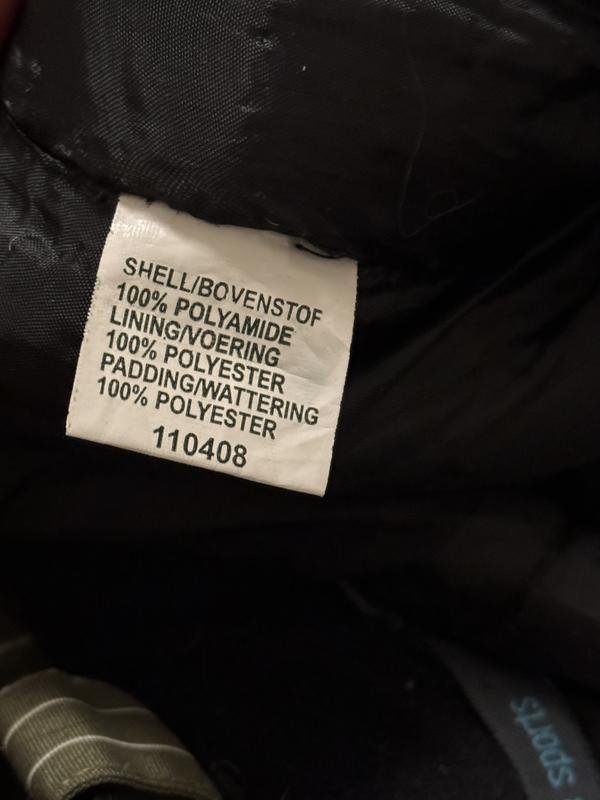 SHELL/BOVENSTOF
100% POLYAMIDE
LINING/VOERING
100% POLYESTER
PADDING/WATTERING
100% POLYESTER
110408
sports